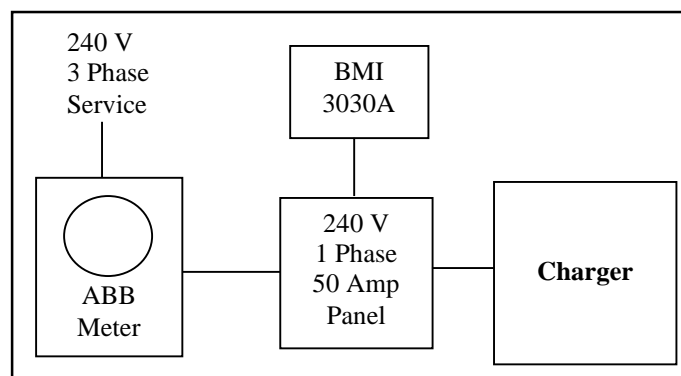 240 V
3 Phase
Service
BMI
3030A
ABB
Meter
240 V
1 Phase
50 Amp
Panel
Charger